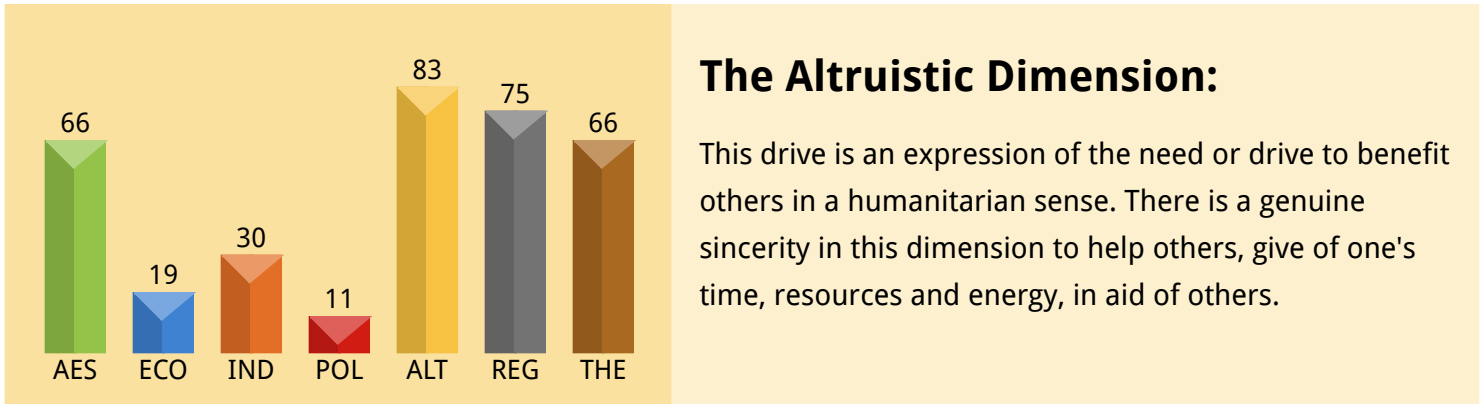 66
19
30
11
83
75
66
AES ECO IND POL ALT REG THE
The Altruistic Dimension:
This drive is an expression of the need or drive to benefit
others in a humanitarian sense. There is a genuine
sincerity in this dimension to help others, give of one's
time, resources and energy, in aid of others.